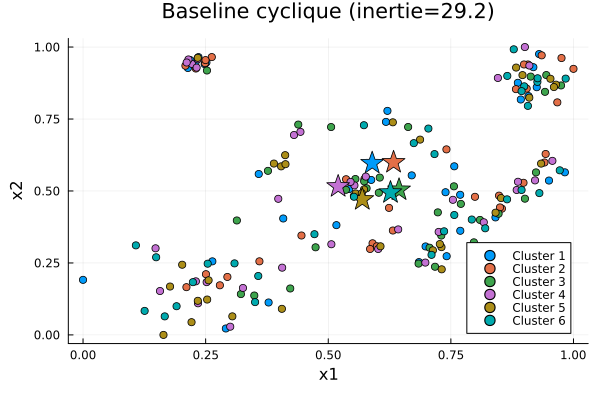 Baseline cyclique (inertie=29.2)
x2
1.00
0.75
0.50
0.25
0.00
Cluster 1
Cluster 2
Cluster 3
Cluster 4
Cluster 5
Cluster 6
0.00 0.25 0.50 0.75 1.00
x1